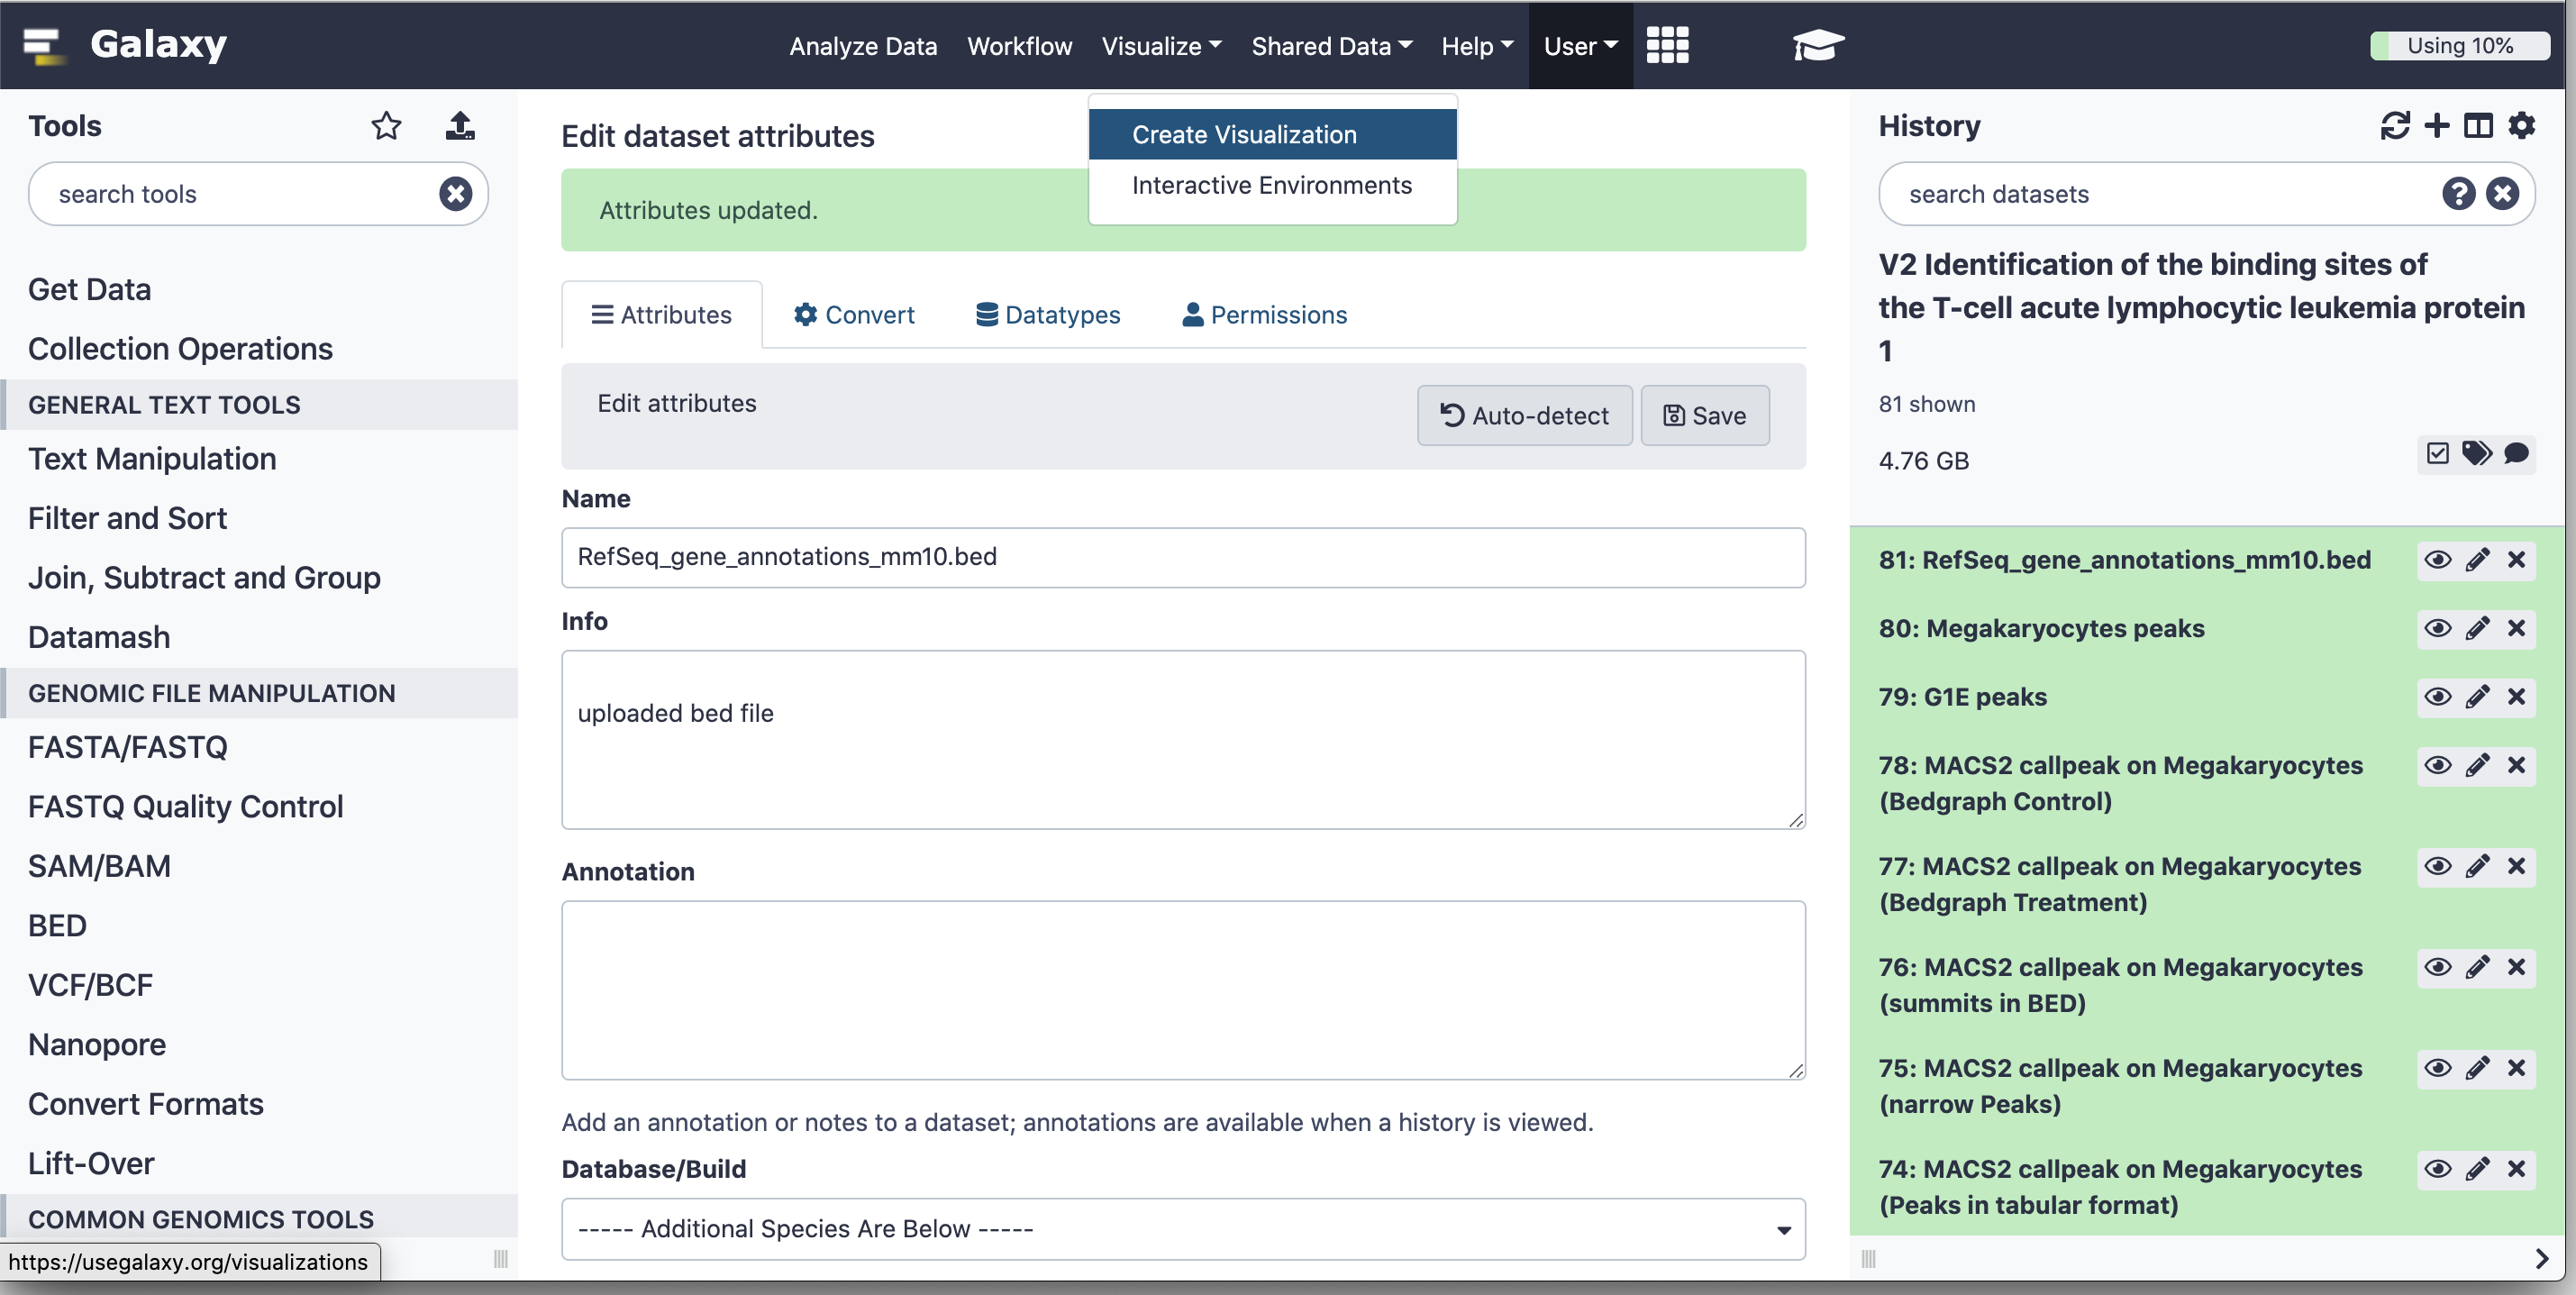 Galaxy
Analyze Data Workflow Visualize Shared Data Help User
Using 10%
Create Visualization
Interactive Environments
Tools
search tools
Get Data
Collection Operations
GENERAL TEXT TOOLS
Text Manipulation
Filter and Sort
Join, Subtract and Group
Datamash
GENOMIC FILE MANIPULATION
FASTA/FASTQ
FASTQ Quality Control
SAM/BAM
BED
VCF/BCF
Nanopore
Convert Formats
Lift-Over
COMMON GENOMICS TOOLS
https://usegalaxy.org/visualizations
Edit dataset attributes
Attributes updated.
Attributes Convert Datatypes Permissions
Edit attributes
Auto-detect Save
Name
RefSeq_gene_annotations_mm10.bed
Info
uploaded bed file
Annotation
Add an annotation or notes to a dataset; annotations are available when a history is viewed.
Database/Build
----- Additional Species Are Below -----
History
search datasets
V2 Identification of the binding sites of
the T-cell acute lymphocytic leukemia protein
1
81 shown
4.76 GB
81: RefSeq_gene_annotations_mm10.bed
80: Megakaryocytes peaks
79: G1E peaks
78: MACS2 callpeak on Megakaryocytes
(Bedgraph Control)
77: MACS2 callpeak on Megakaryocytes
(Bedgraph Treatment)
76: MACS2 callpeak on Megakaryocytes
(summits in BED)
75: MACS2 callpeak on Megakaryocytes
(narrow Peaks)
74: MACS2 callpeak on Megakaryocytes
(Peaks in tabular format)